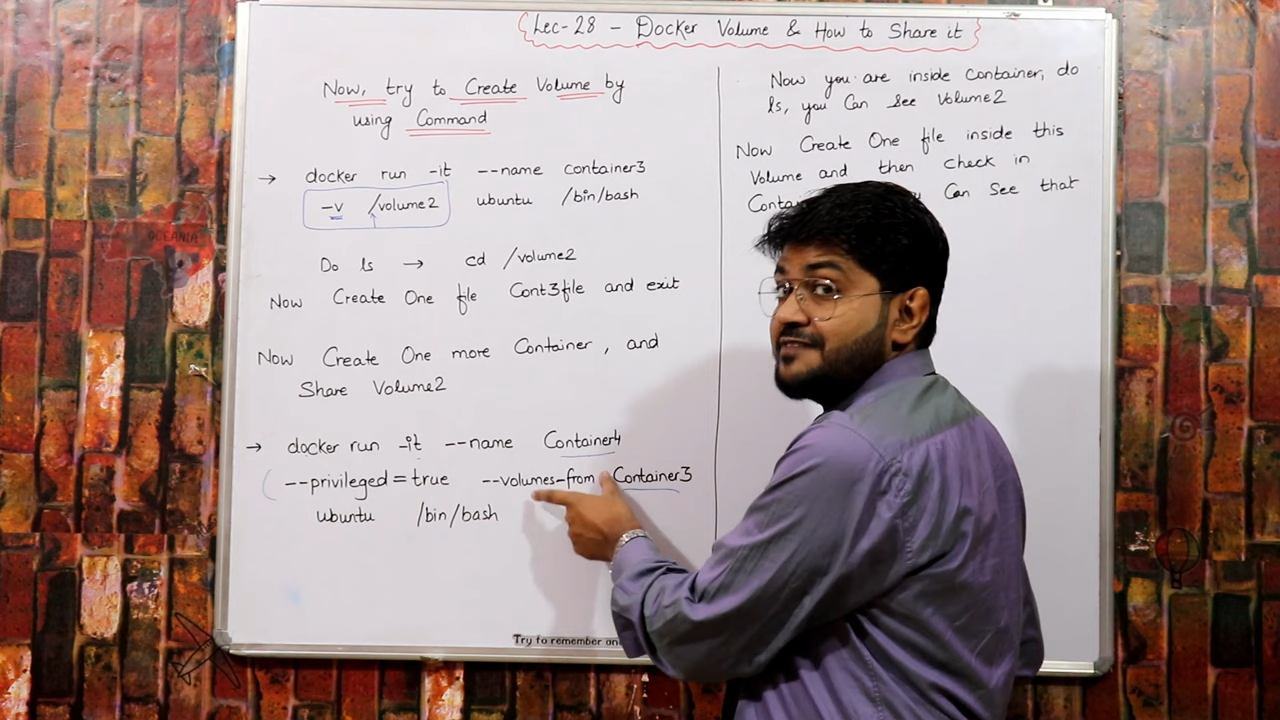 Lec-28 - Docker Volume & How to Share it
Now, try to Create Volume by
using Command
→ docker run -it --name container3
-v /volume2 ubuntu /bin/bash
Do ls → cd /volume2
Now Create One file Cont3file and exit
Now Create One more Container, and
Share Volume2
→ docker run -it --name Container4
--privileged=true --volumes-from Container3
ubuntu /bin/bash
Try to remember
Now you are inside Container, do
ls, you Can see Volume2
Now Create One file inside this
Volume and then check in
Can See that
OCEANIA